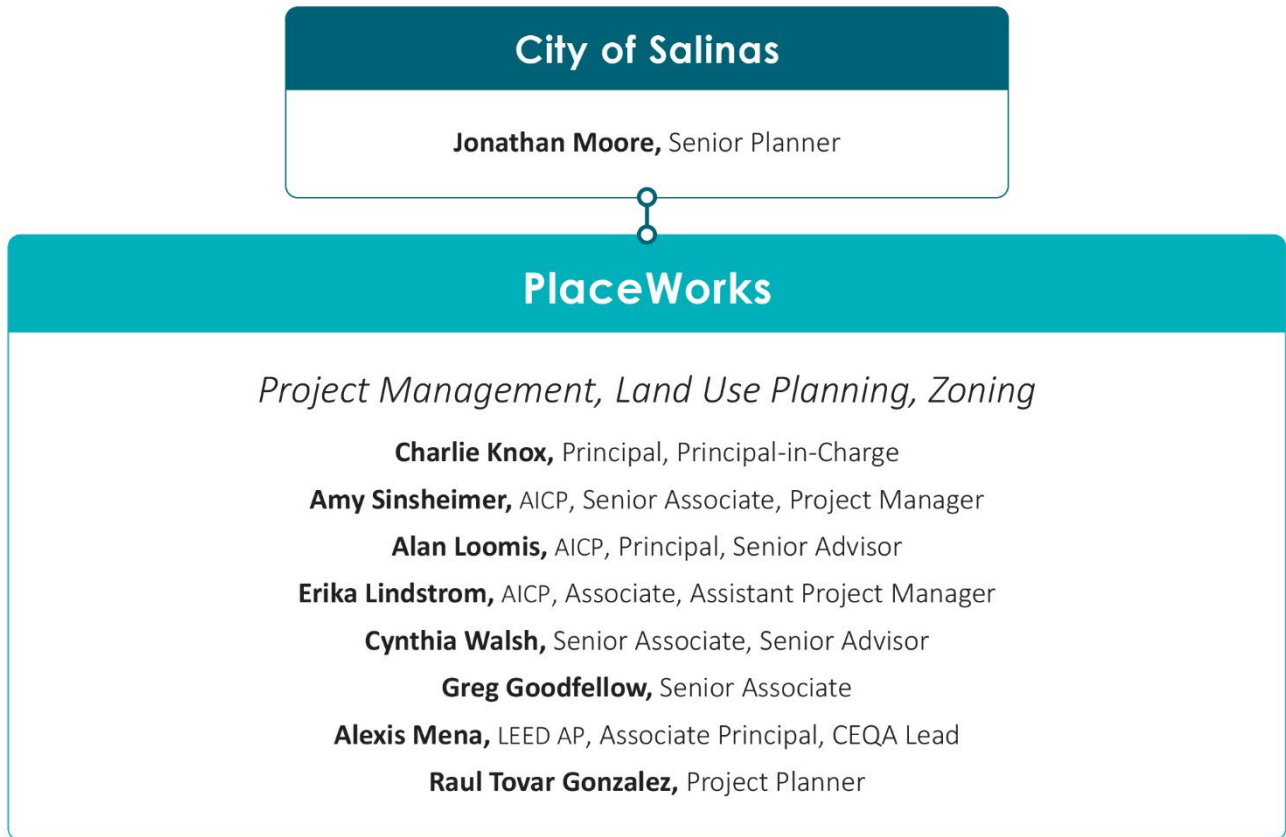 City of Salinas
Jonathan Moore, Senior Planner
PlaceWorks
Project Management, Land Use Planning, Zoning
Charlie Knox, Principal, Principal-in-Charge
Amy Sinsheimer, AICP, Senior Associate, Project Manager
Alan Loomis, AICP, Principal, Senior Advisor
Erika Lindstrom, AICP, Associate, Assistant Project Manager
Cynthia Walsh, Senior Associate, Senior Advisor
Greg Goodfellow, Senior Associate
Alexis Mena, LEED AP, Associate Principal, CEQA Lead
Raul Tovar Gonzalez, Project Planner